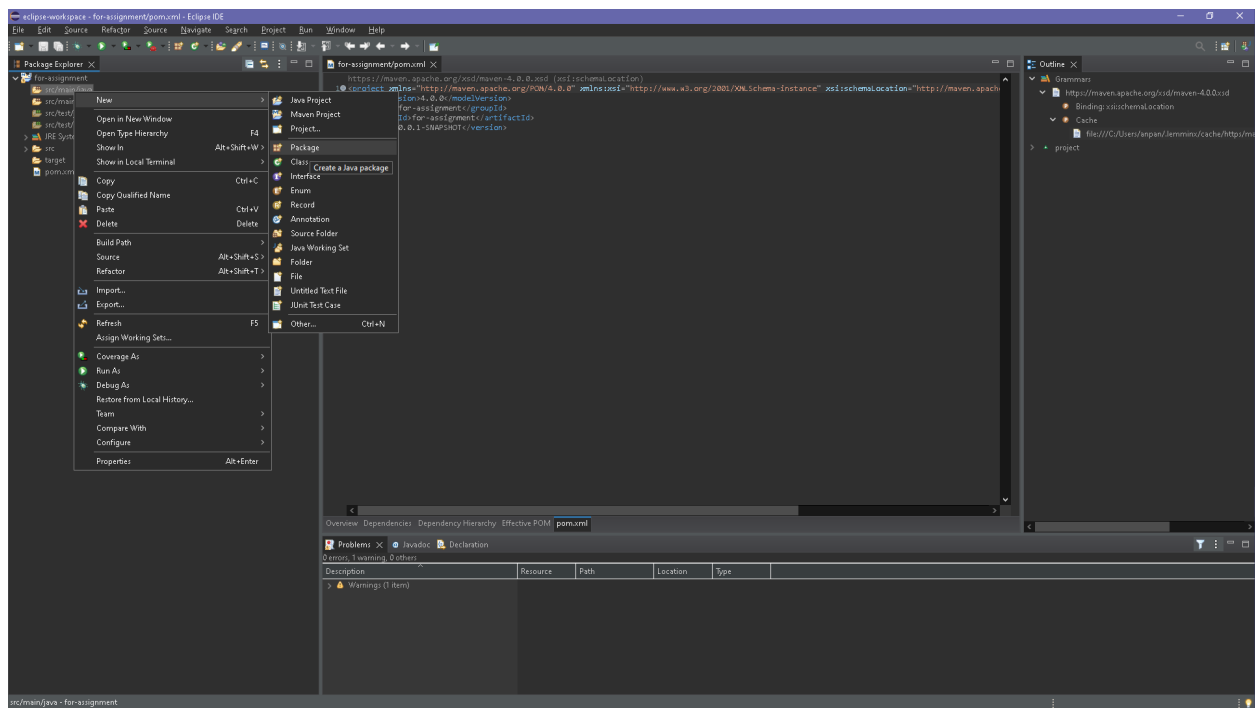 eclipse-workspace - for-assignment/pom.xml - Eclipse IDE
File Edit Source Refactor Source Navigate Search Project Run Window Help
Package Explorer
for-assignment
src/main/java
src/main
src/test/
src/test/
JRE Syste
src
target
pom.xm
New
Open in New Window
Open Type Hierarchy F4
Show In Alt+Shift+W >
Show in Local Terminal
Copy Ctrl+C
Copy Qualified Name
Paste Ctrl+V
Delete Delete
Build Path
Source Alt+Shift+S >
Refactor Alt+Shift+T >
Import...
Export...
Refresh F5
Assign Working Sets...
Coverage As
Run As
Debug As
Restore from Local History...
Team
Compare With
Configure
Properties Alt+Enter
Java Project
Maven Project
Project...
Package
Class
Create a Java package
Interface
Enum
Record
Annotation
Source Folder
Java Working Set
Folder
File
Untitled Text File
JUnit Test Case
Other... Ctrl+N
for-assignment/pom.xml
https://maven.apache.org/xsd/maven-4.0.0.xsd (xsi:schemaLocation)
1 <project xmlns="http://maven.apache.org/POM/4.0.0" xmlns:xsi="http://www.w3.org/2001/XMLSchema-instance" xsi:schemaLocation="http://maven.apach
sion>4.0.0</modelVersion>
for-assignment</groupId>
Id>for-assignment</artifactId>
0.0.1-SNAPSHOT</version>
Overview Dependencies Dependency Hierarchy Effective POM pom.xml
Problems Javadoc Declaration
0 errors, 1 warning, 0 others
Description Resource Path Location Type
Warnings (1 item)
Outline
Grammars
https://maven.apache.org/xsd/maven-4.0.0.xsd
Binding: xsi:schemaLocation
Cache
file:///C:/Users/anpan/.lemminx/cache/https/ma
project
src/main/java - for-assignment